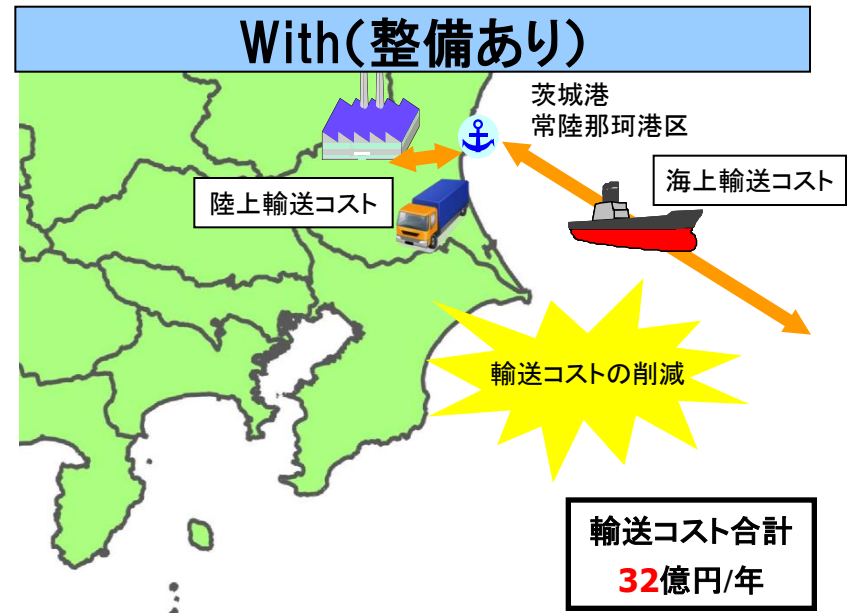 With(整備あり)
茨城港
常陸那珂港区
海上輸送コスト
陸上輸送コスト
輸送コストの削減
輸送コスト合計
32億円/年